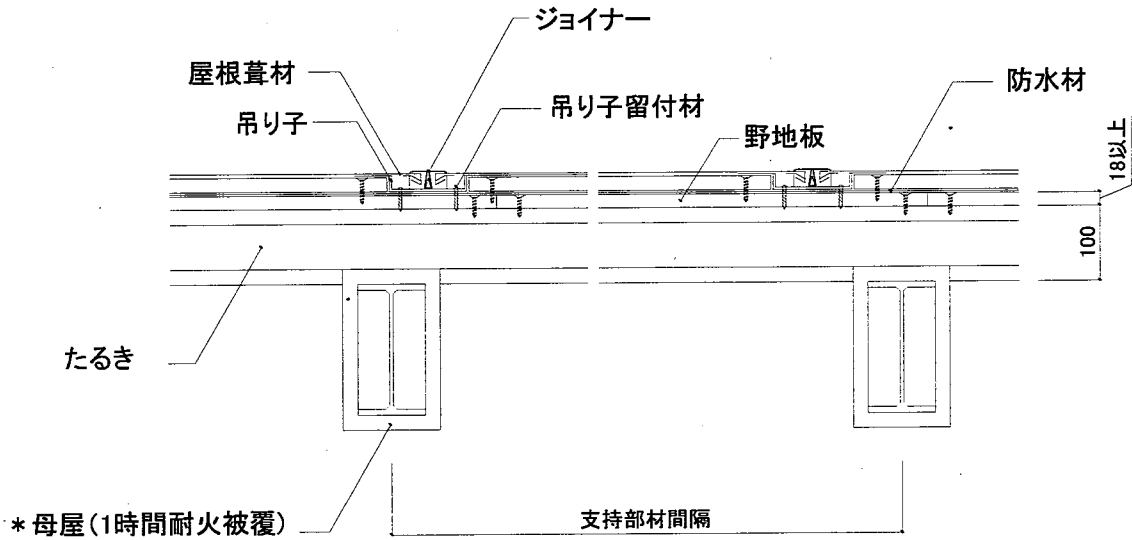 ジョイナー
屋根葺材
吊り子
吊り子留付材
防水材
野地板
18以上
100
たるき
*母屋(1時間耐火被覆)
支持部材間隔